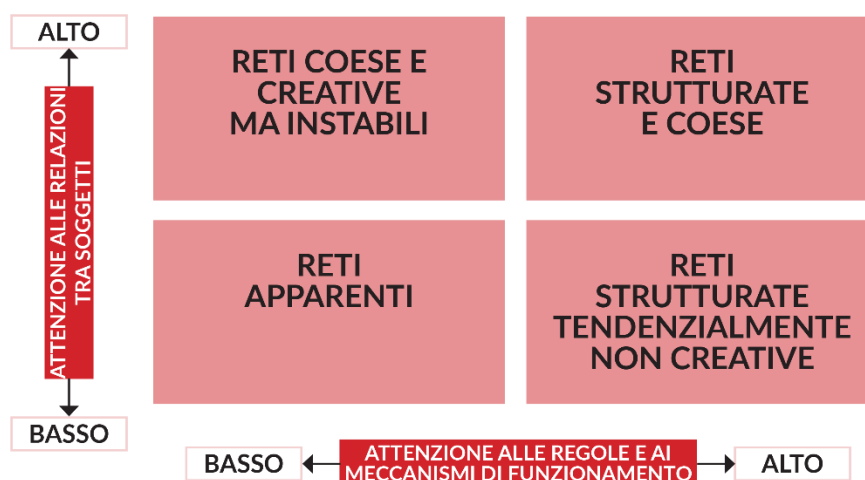 ALTO
RETI COESE E
CREATIVE
MA INSTABILI
RETI
STRUTTURATE
E COESE
ATTENZIONE ALLE RELAZIONI
TRA SOGGETTI
RETI
APPARENTI
RETI
STRUTTURATE
TENDENZIALMENTE
NON CREATIVE
BASSO
BASSO
ATTENZIONE ALLE REGOLE E AI
MECCANISMI DI FUNZIONAMENTO
ALTO